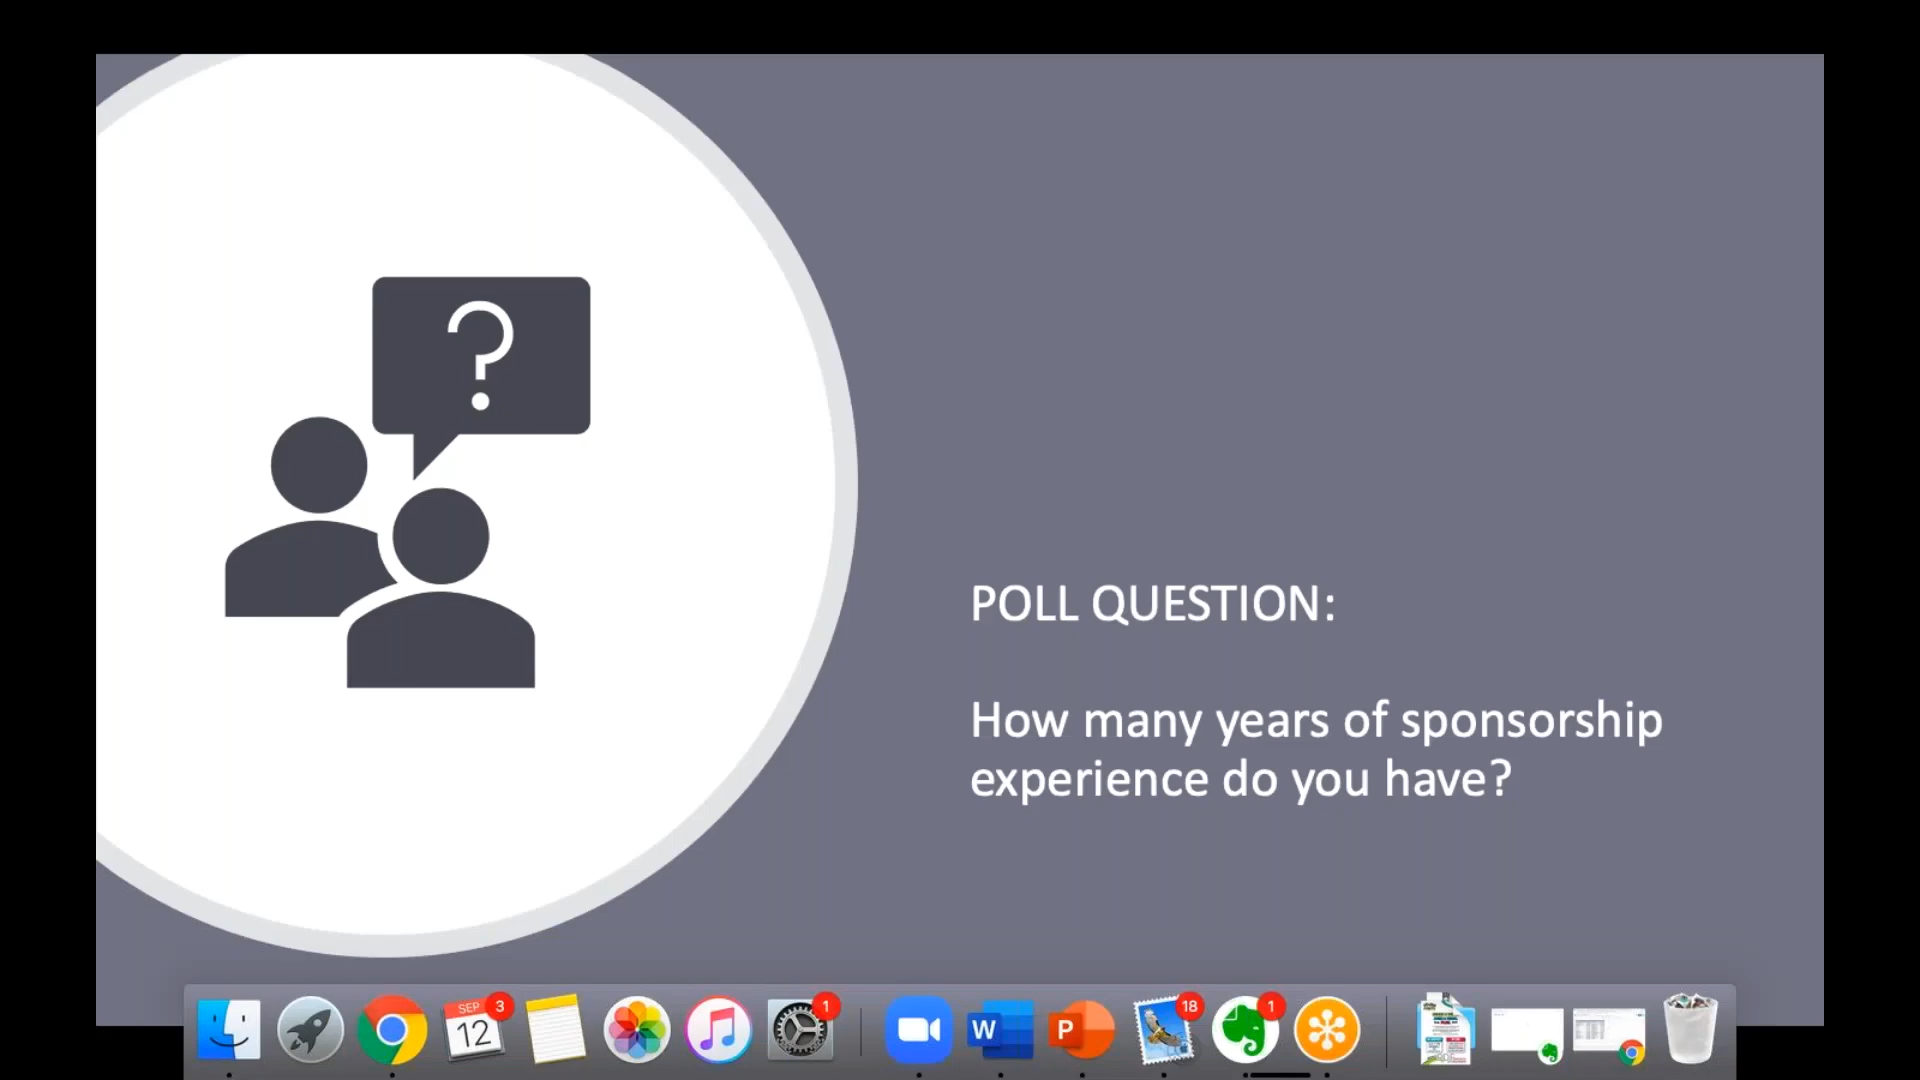 ?
POLL QUESTION:
How many years of sponsorship
experience do you have?
SEP 3
12
1
W
P
18
1